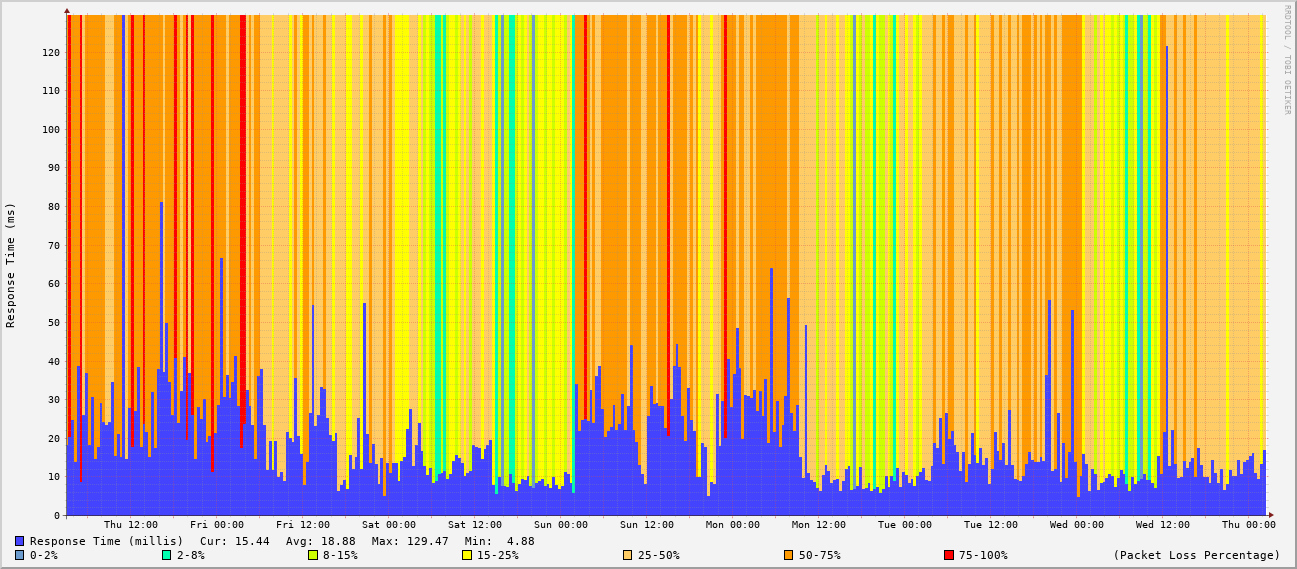 RRDTOOL / TOBI OETIKER
Response Time (ms)
120
110
100
90
80
70
60
50
40
30
20
10
0
Thu 12:00 Fri 00:00 Fri 12:00 Sat 00:00 Sat 12:00 Sun 00:00 Sun 12:00 Mon 00:00 Mon 12:00 Tue 00:00 Tue 12:00 Wed 00:00 Wed 12:00 Thu 00:00
Response Time (millis) Cur: 15.44 Avg: 18.88 Max: 129.47 Min: 4.88
0-2% 2-8% 8-15% 15-25% 25-50% 50-75% 75-100% (Packet Loss Percentage)